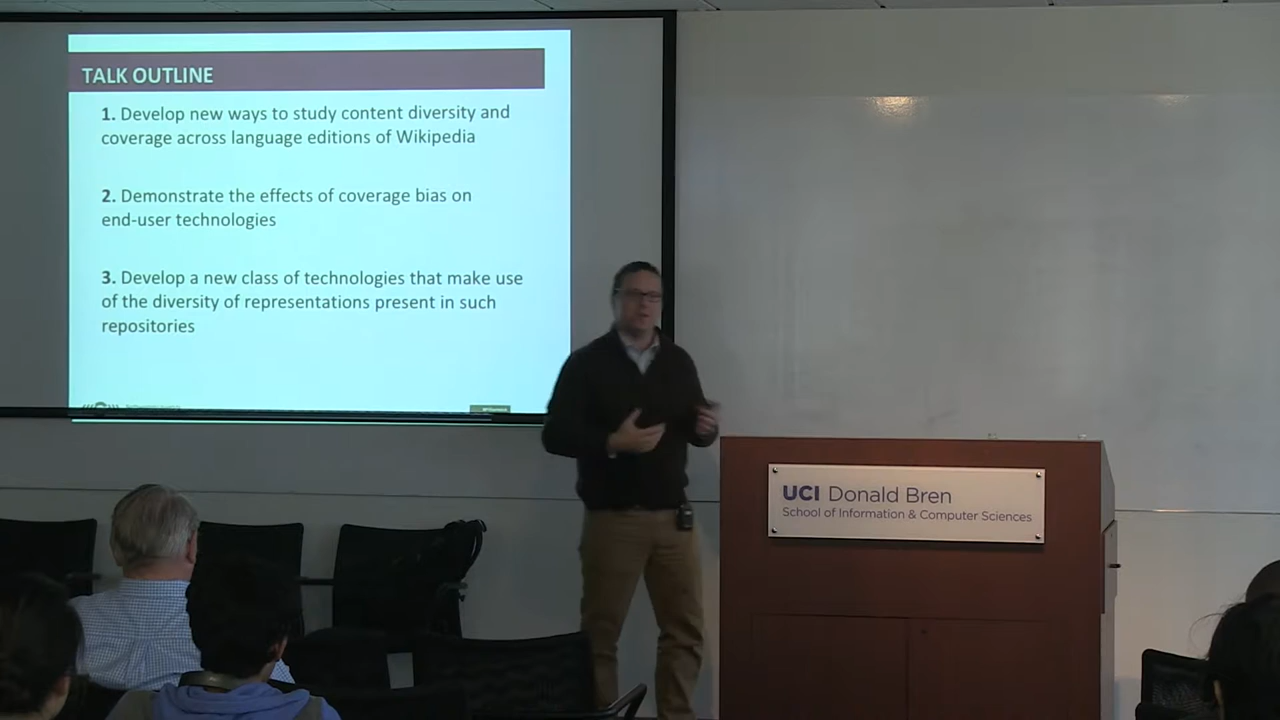 TALK OUTLINE
1. Develop new ways to study content diversity and
coverage across language editions of Wikipedia
2. Demonstrate the effects of coverage bias on
end-user technologies
3. Develop a new class of technologies that make use
of the diversity of representations present in such
repositories
UCI Donald Bren
School of Information & Computer Sciences